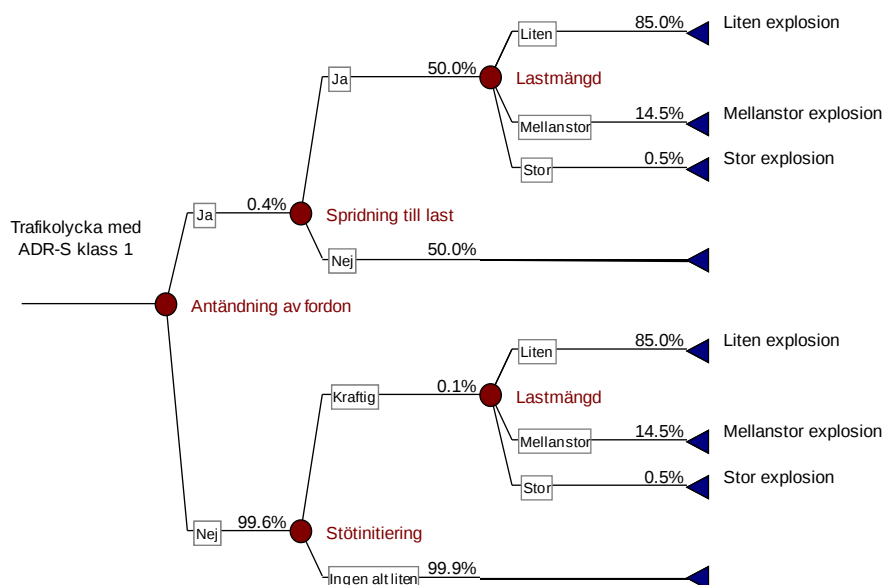 Liten
85.0%
Liten explosion
Ja
50.0%
Lastmängd
Mellanstor
14.5%
Mellanstor explosion
Stor
0.5%
Stor explosion
Ja
0.4%
Spridning till last
Trafikolycka med
ADR-S klass 1
Nej
50.0%
Antändning av fordon
Liten
85.0%
Liten explosion
Kraftig
0.1%
Lastmängd
Mellanstor
14.5%
Mellanstor explosion
Stor
0.5%
Stor explosion
Nej
99.6%
Stötinitiering
Ingen alt liten
99.9%